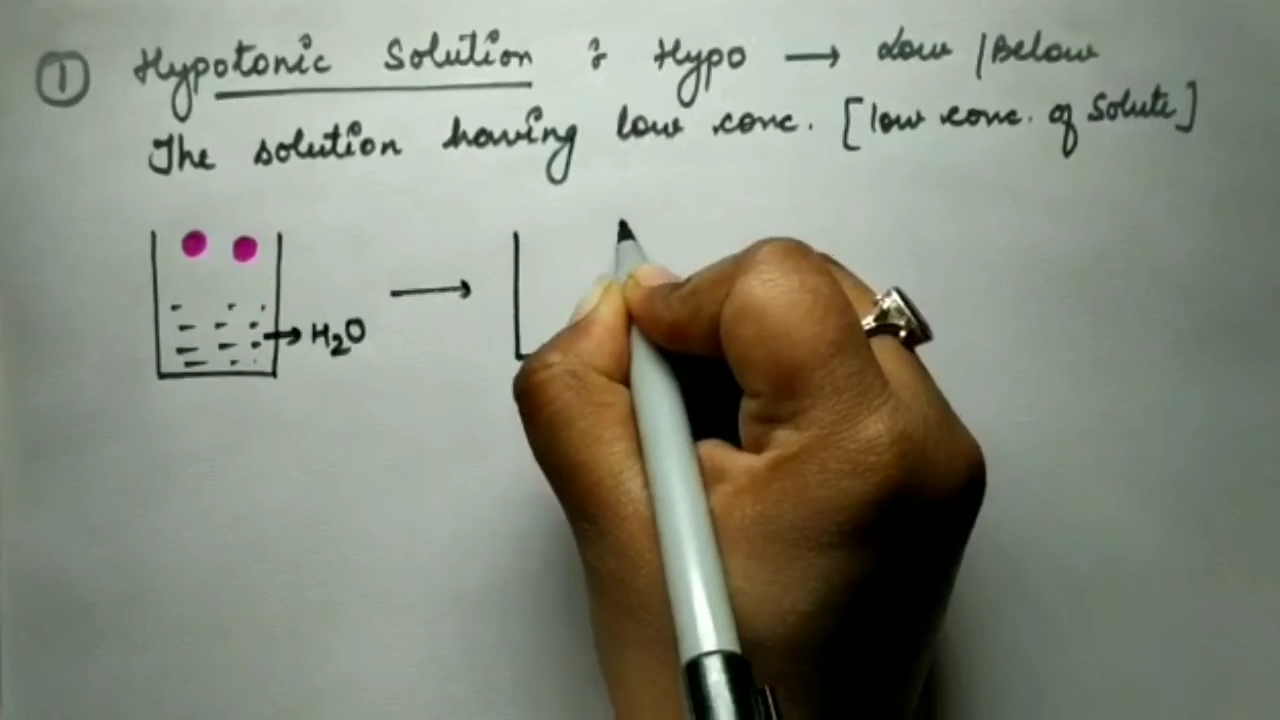 ① Hypotonic Solution : Hypo → Low / Below
The solution having low conc. [low conc. of Solute]
→ H₂O